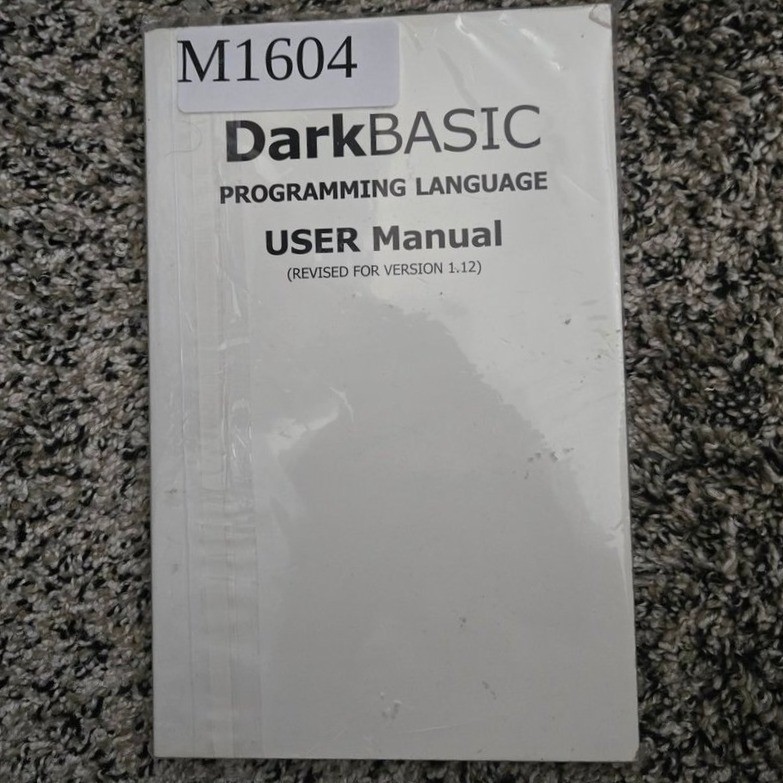 M1604
DarkBASIC
PROGRAMMING LANGUAGE
USER Manual
(REVISED FOR VERSION 1.12)